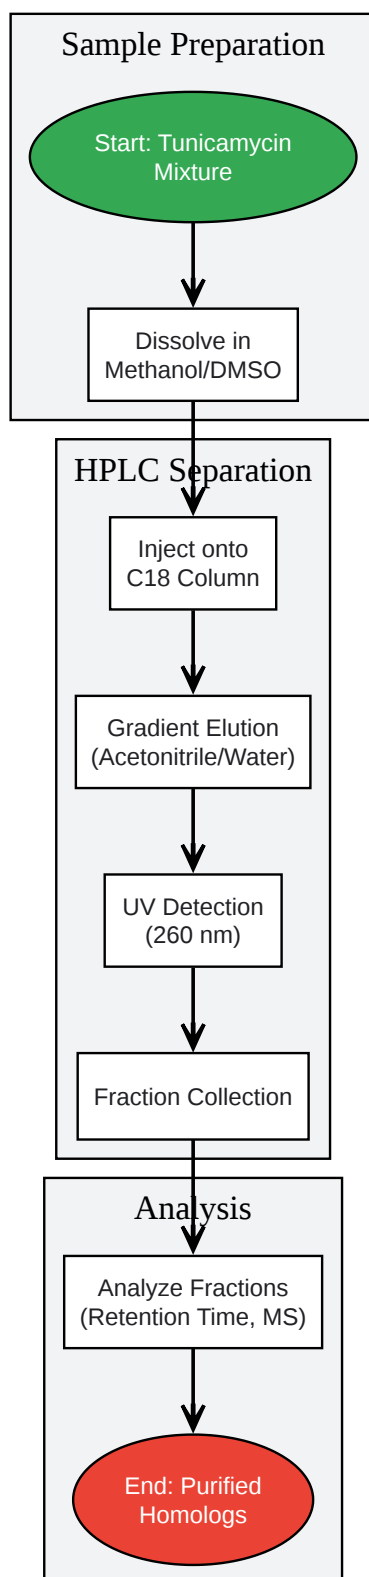 Sample Preparation
Start: Tunicamycin
Mixture
Dissolve in
Methanol/DMSO
HPLC Separation
Inject onto
C18 Column
Gradient Elution
(Acetonitrile/Water)
UV Detection
(260 nm)
Fraction Collection
Analysis
Analyze Fractions
(Retention Time, MS)
End: Purified
Homologs